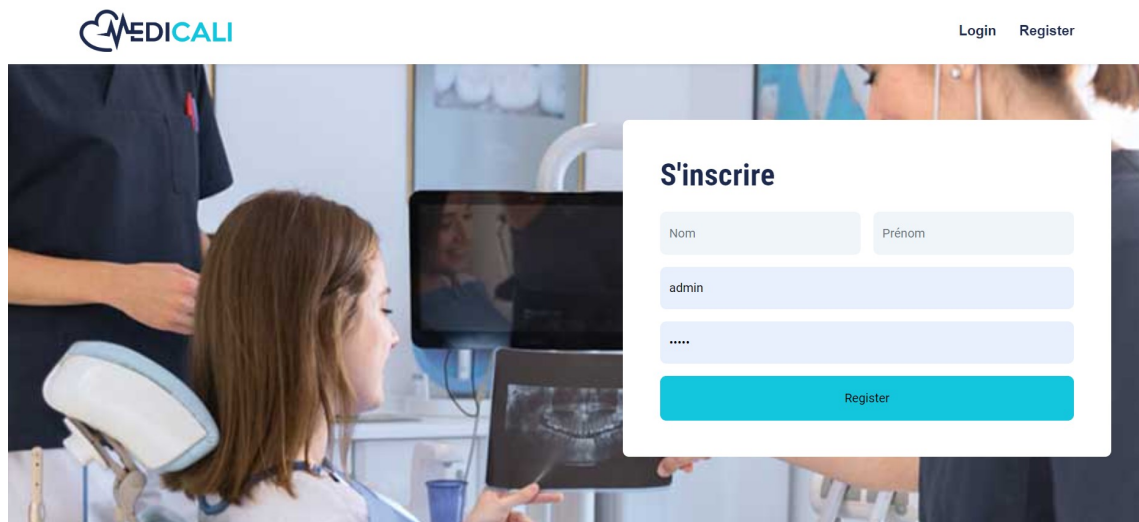 MEDICALI
Login Register
S'inscrire
Nom Prénom
admin
•••••
Register